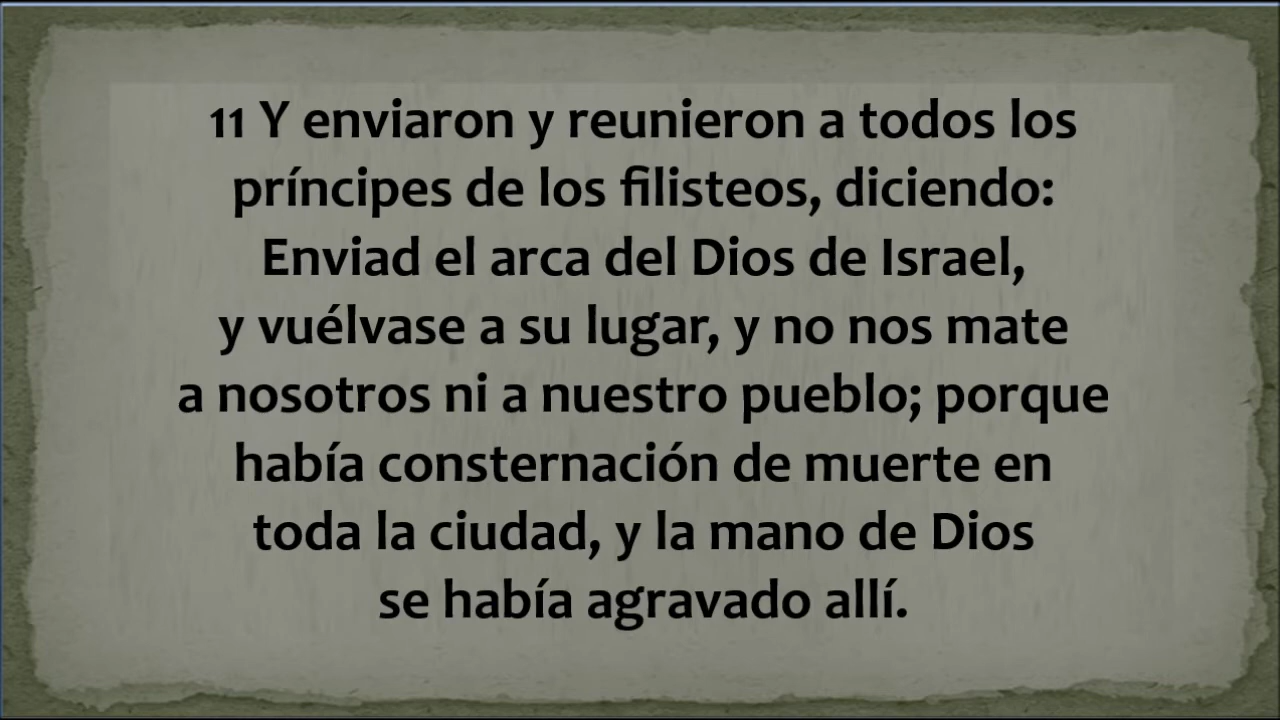 11 Y enviaron y reunieron a todos los
príncipes de los filisteos, diciendo:
Enviad el arca del Dios de Israel,
y vuélvase a su lugar, y no nos mate
a nosotros ni a nuestro pueblo; porque
había consternación de muerte en
toda la ciudad, y la mano de Dios
se había agravado allí.